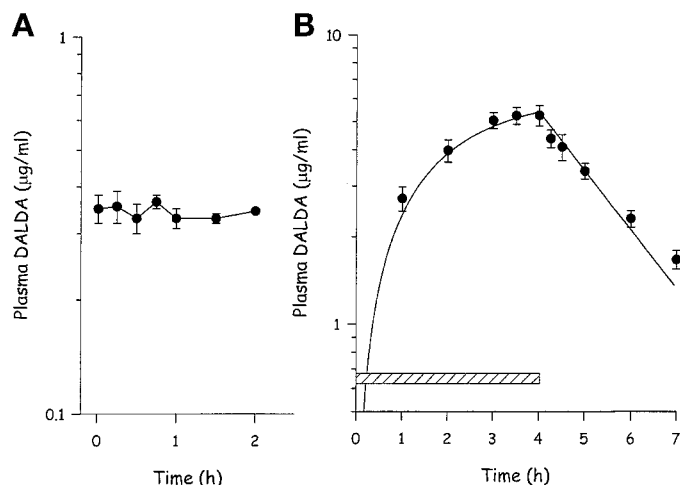 A
B
1
0.1
Plasma DALDA (µg/ml)
0 1 2
Time (h)
10
1
Plasma DALDA (µg/ml)
0 1 2 3 4 5 6 7
Time (h)